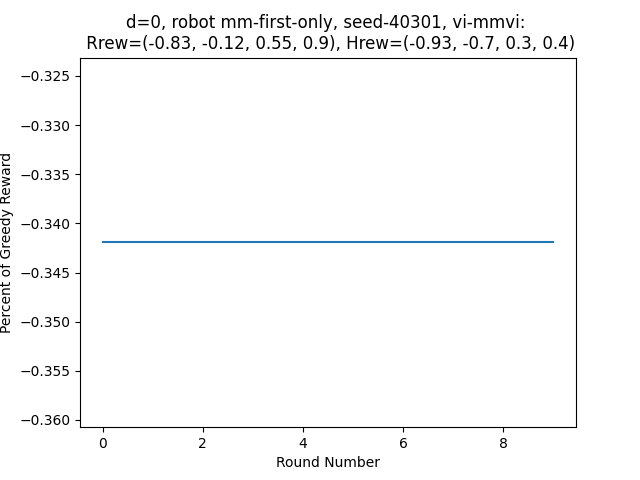 d=0, robot mm-first-only, seed-40301, vi-mmvi:
Rrew=(-0.83, -0.12, 0.55, 0.9), Hrew=(-0.93, -0.7, 0.3, 0.4)
−0.325
−0.330
−0.335
−0.340
−0.345
−0.350
−0.355
−0.360
Percent of Greedy Reward
0 2 4 6 8
Round Number